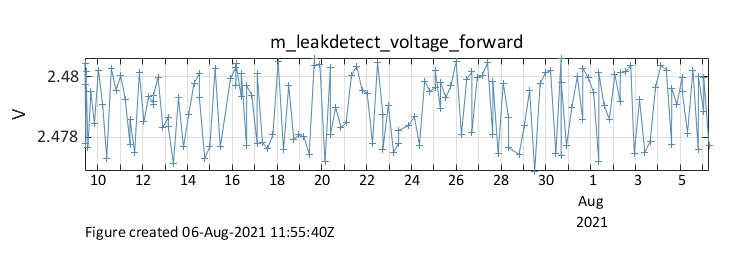 m_leakdetect_voltage_forward
2.48
V
2.478
10 12 14 16 18 20 22 24 26 28 30 1 3 5
Aug
2021
Figure created 06-Aug-2021 11:55:40Z